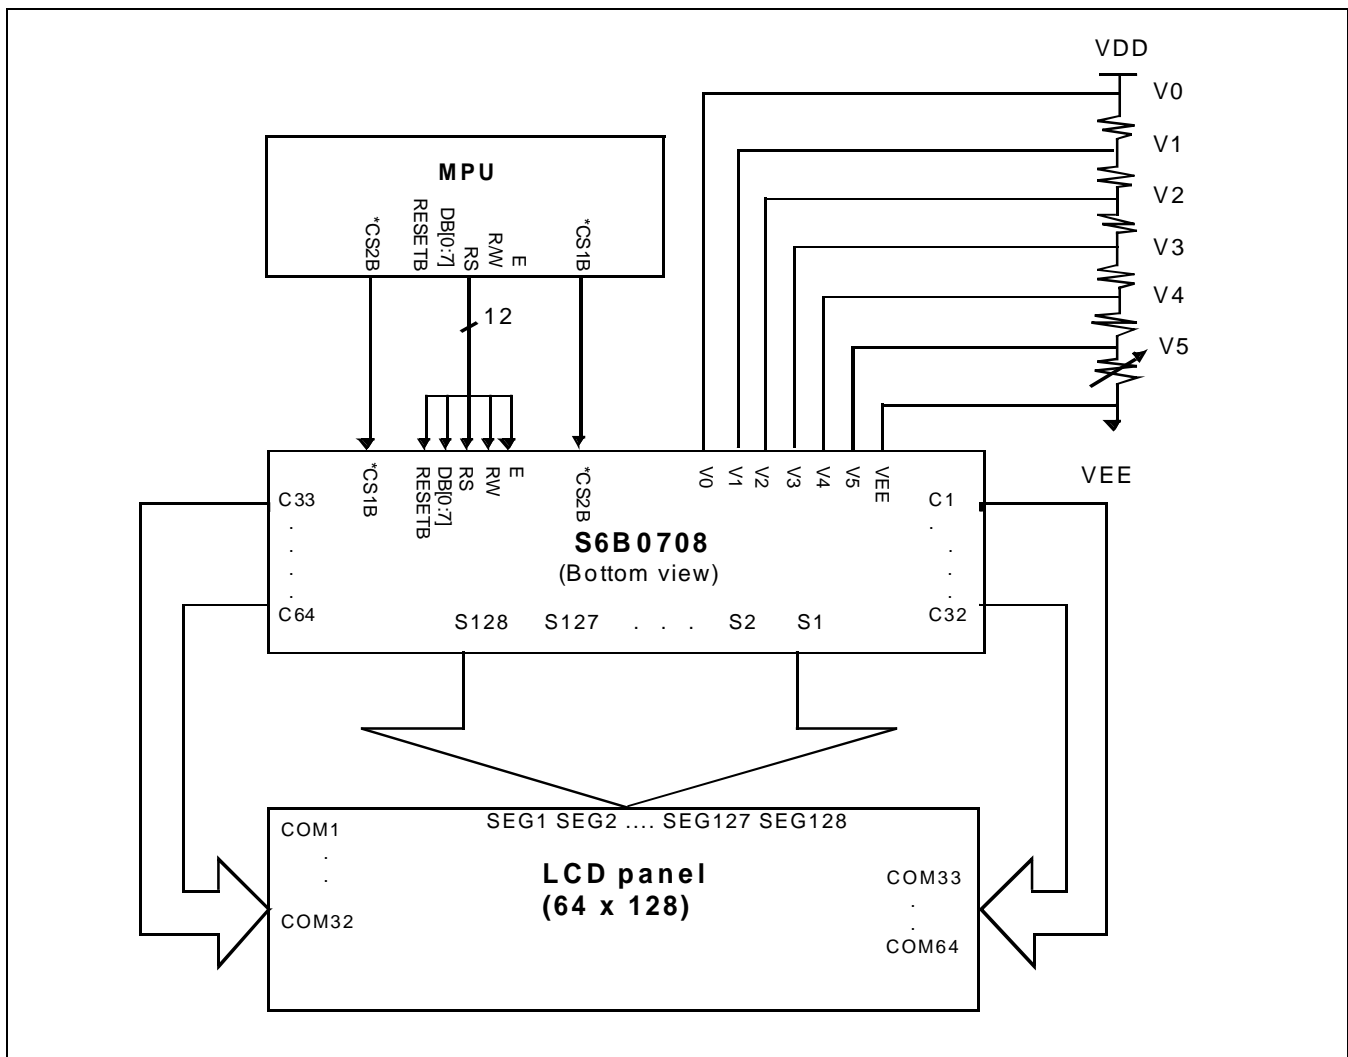 VDD
V0
V1
V2
V3
V4
V5
VEE
MPU
*CS2B
RESETB
DB[0:7]
RS
R/W
E
*CS1B
12
*CS1B
RESETB
DB[0:7]
RS
RW
E
*CS2B
V0
V1
V2
V3
V4
V5
VEE
C33
.
.
.
.
C64
S6B0708
(Bottom view)
C1
.
.
.
.
C32
S128 S127 . . . S2 S1
SEG1 SEG2 .... SEG127 SEG128
COM1
.
.
COM32
LCD panel
(64 x 128)
COM33
.
.
COM64